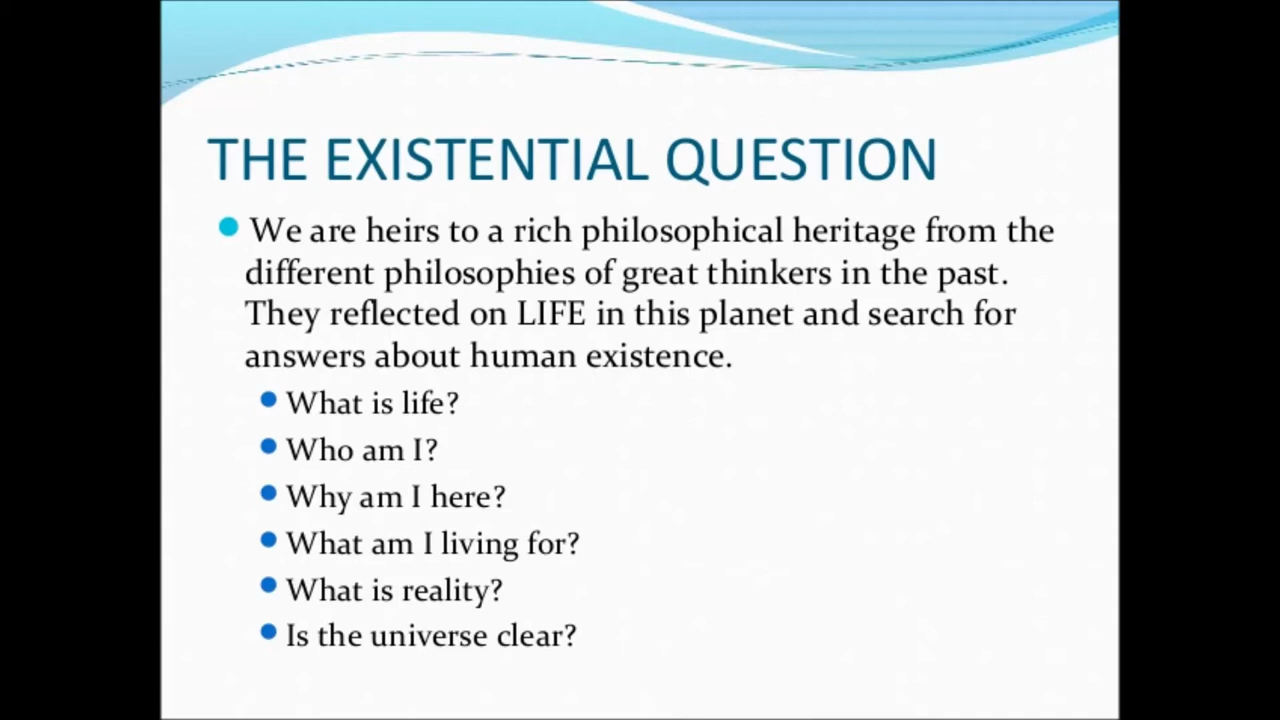 THE EXISTENTIAL QUESTION
We are heirs to a rich philosophical heritage from the
different philosophies of great thinkers in the past.
They reflected on LIFE in this planet and search for
answers about human existence.
What is life?
Who am I?
Why am I here?
What am I living for?
What is reality?
Is the universe clear?